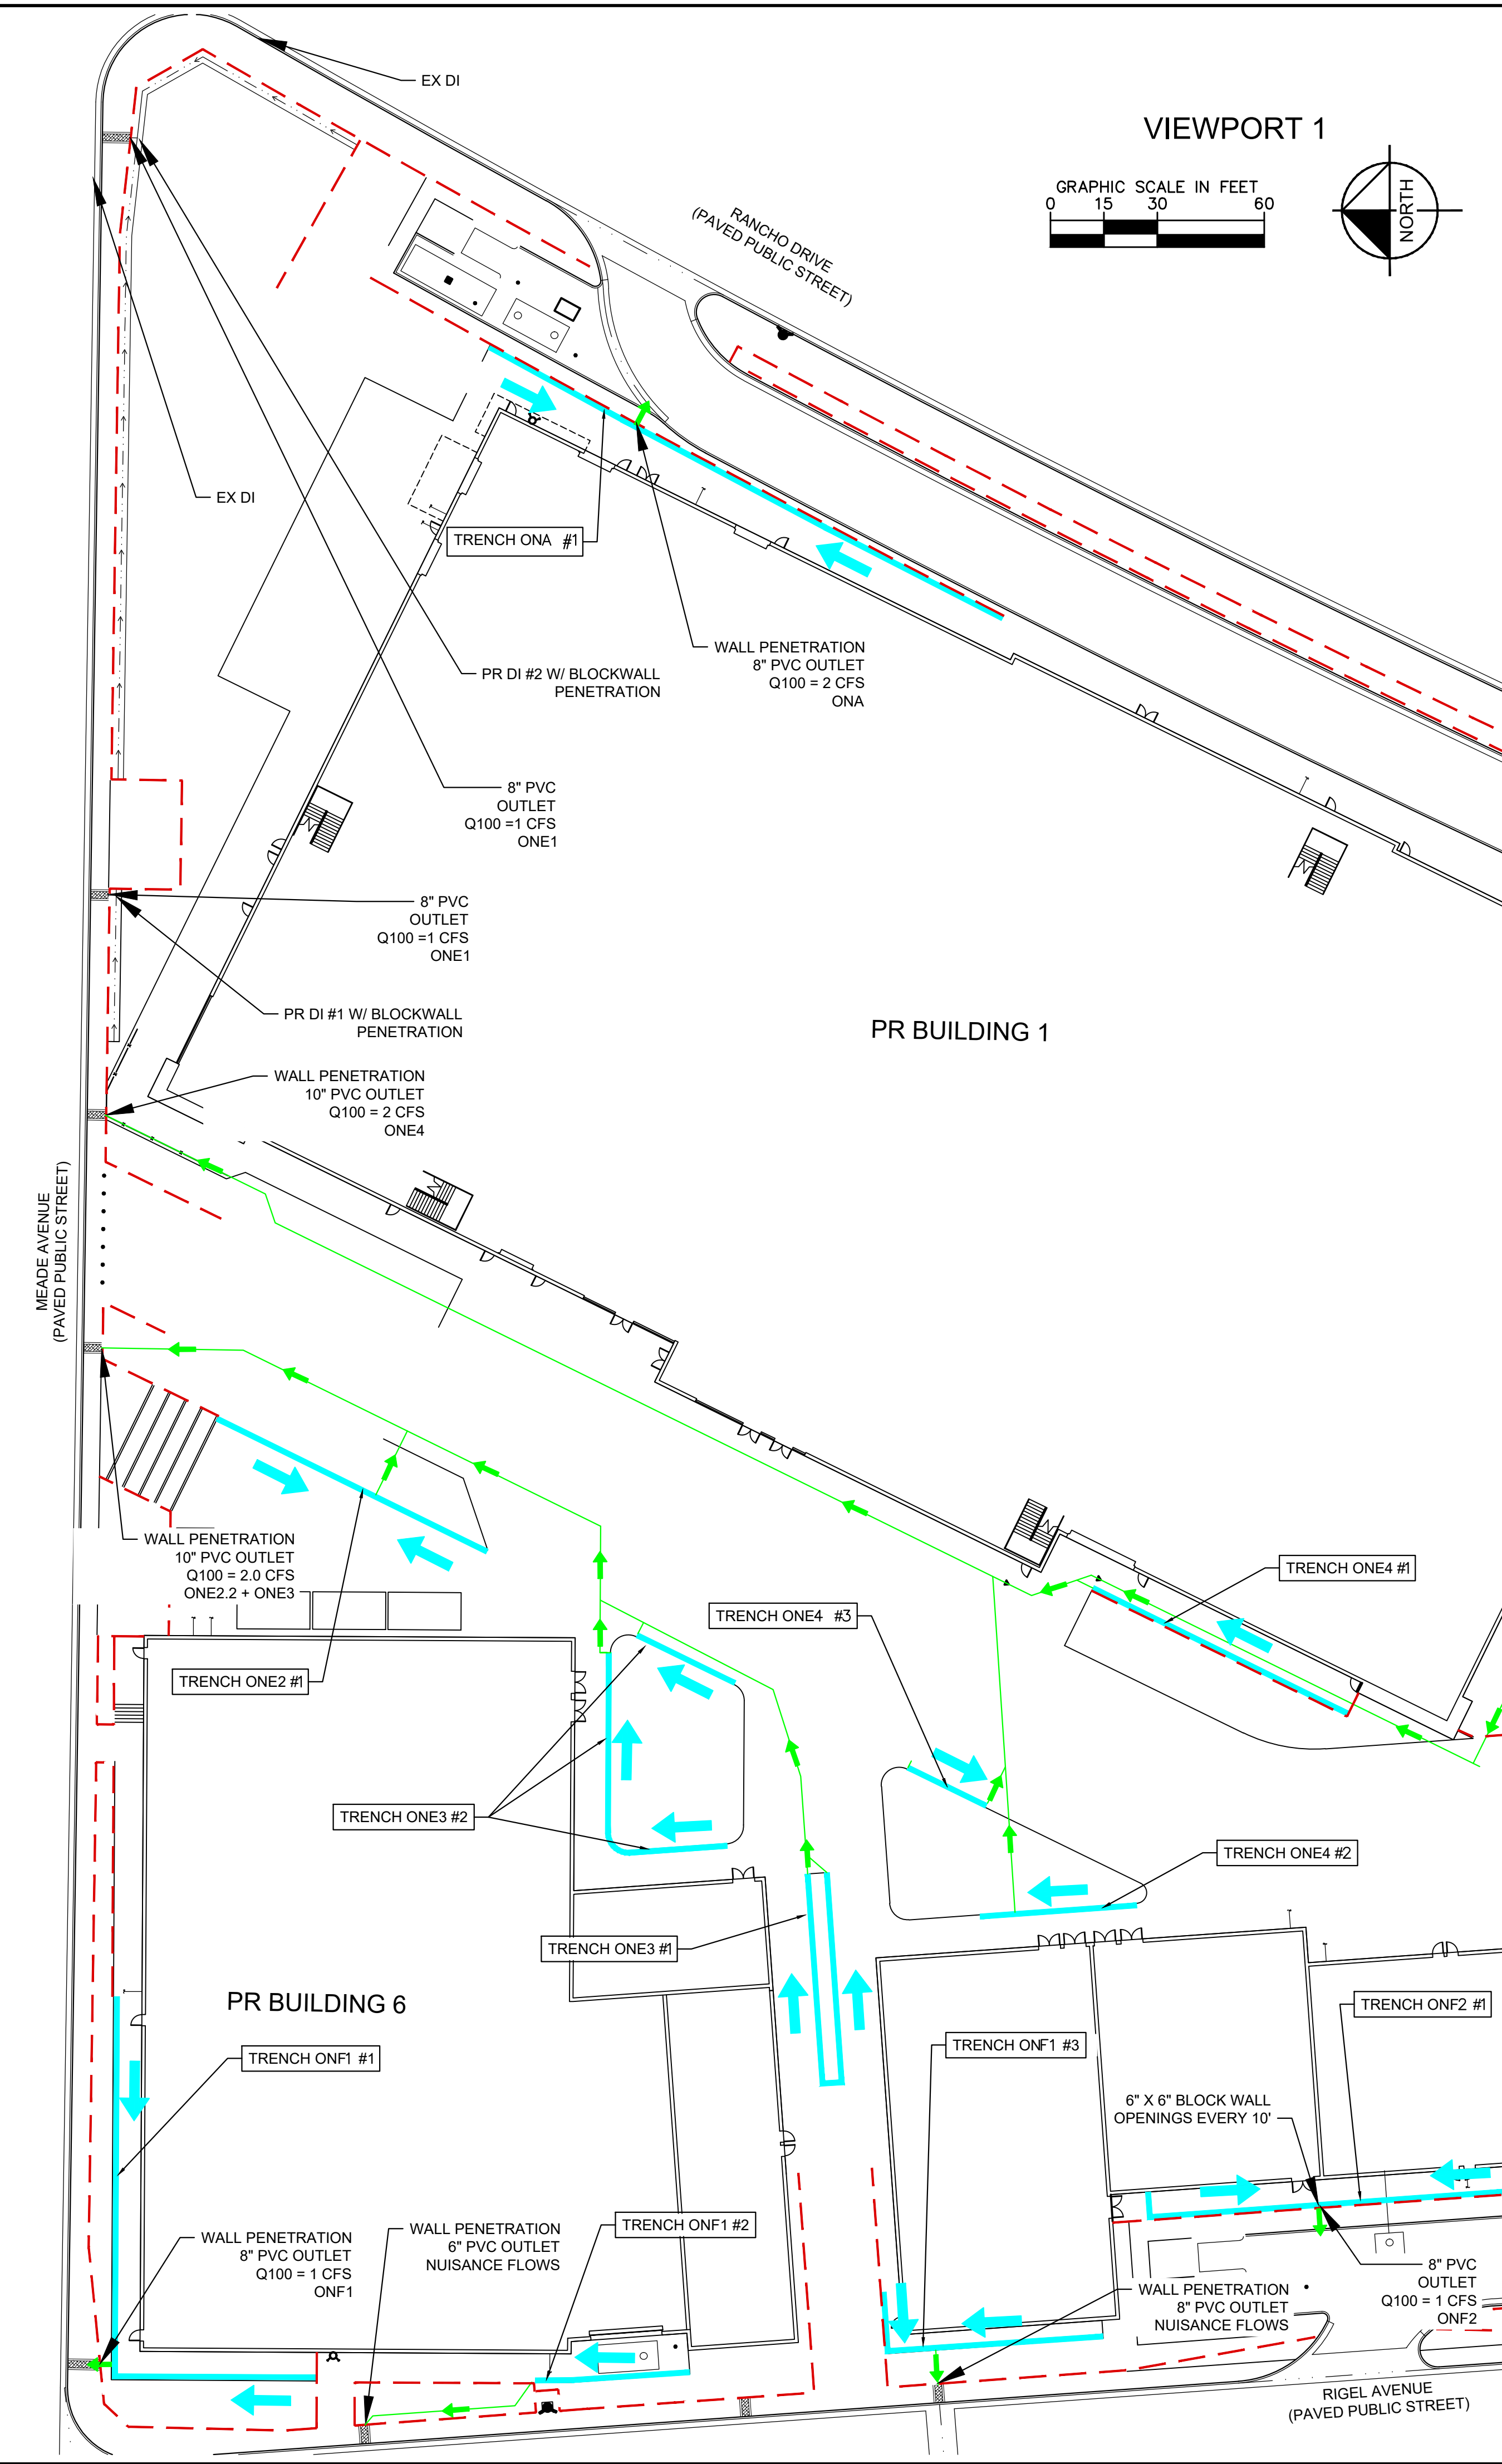 EX DI
VIEWPORT 1
GRAPHIC SCALE IN FEET
0 15 30 60
NORTH
RANCHO DRIVE
(PAVED PUBLIC STREET)
EX DI
TRENCH ONA #1
WALL PENETRATION
8" PVC OUTLET
Q100 = 2 CFS
ONA
PR DI #2 W/ BLOCKWALL
PENETRATION
8" PVC
OUTLET
Q100 =1 CFS
ONE1
8" PVC
OUTLET
Q100 =1 CFS
ONE1
PR DI #1 W/ BLOCKWALL
PENETRATION
PR BUILDING 1
WALL PENETRATION
10" PVC OUTLET
Q100 = 2 CFS
ONE4
MEADE AVENUE
(PAVED PUBLIC STREET)
WALL PENETRATION
10" PVC OUTLET
Q100 = 2.0 CFS
ONE2.2 + ONE3
TRENCH ONE4 #1
TRENCH ONE4 #3
TRENCH ONE2 #1
TRENCH ONE3 #2
TRENCH ONE4 #2
TRENCH ONE3 #1
PR BUILDING 6
TRENCH ONF2 #1
TRENCH ONF1 #3
TRENCH ONF1 #1
6" X 6" BLOCK WALL
OPENINGS EVERY 10'
TRENCH ONF1 #2
WALL PENETRATION
8" PVC OUTLET
Q100 = 1 CFS
ONF1
WALL PENETRATION
6" PVC OUTLET
NUISANCE FLOWS
WALL PENETRATION
8" PVC OUTLET
NUISANCE FLOWS
8" PVC
OUTLET
Q100 = 1 CFS
ONF2
RIGEL AVENUE
(PAVED PUBLIC STREET)